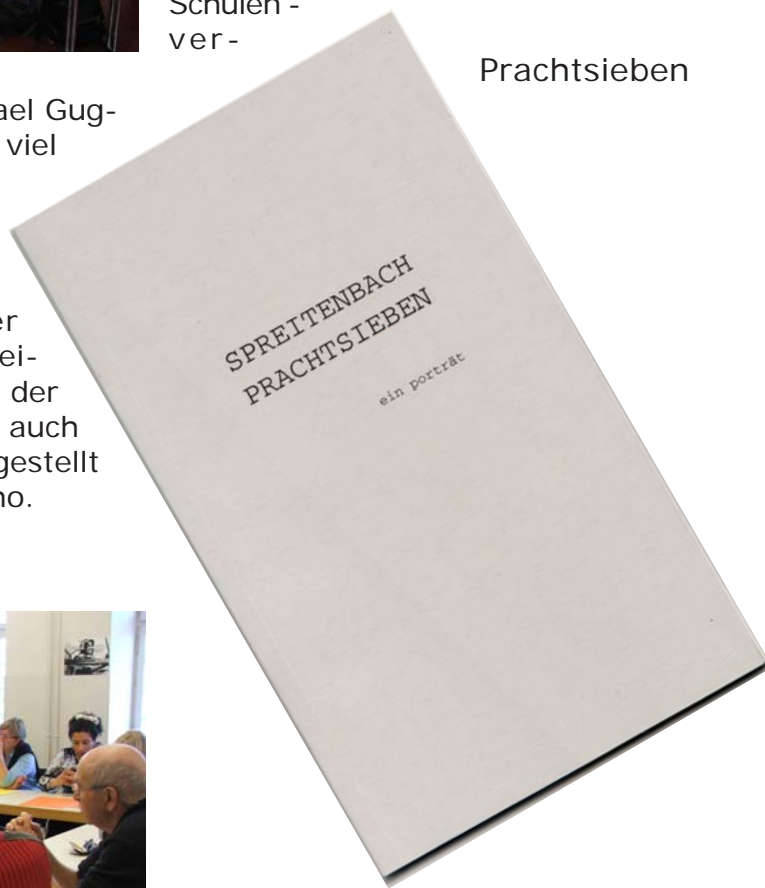 Schulen -
ver-
Prachtsieben
ael Gug-
viel
er
ei-
der
auch
gestellt
no.
SPREITENBACH
PRACHTSIEBEN
ein porträt